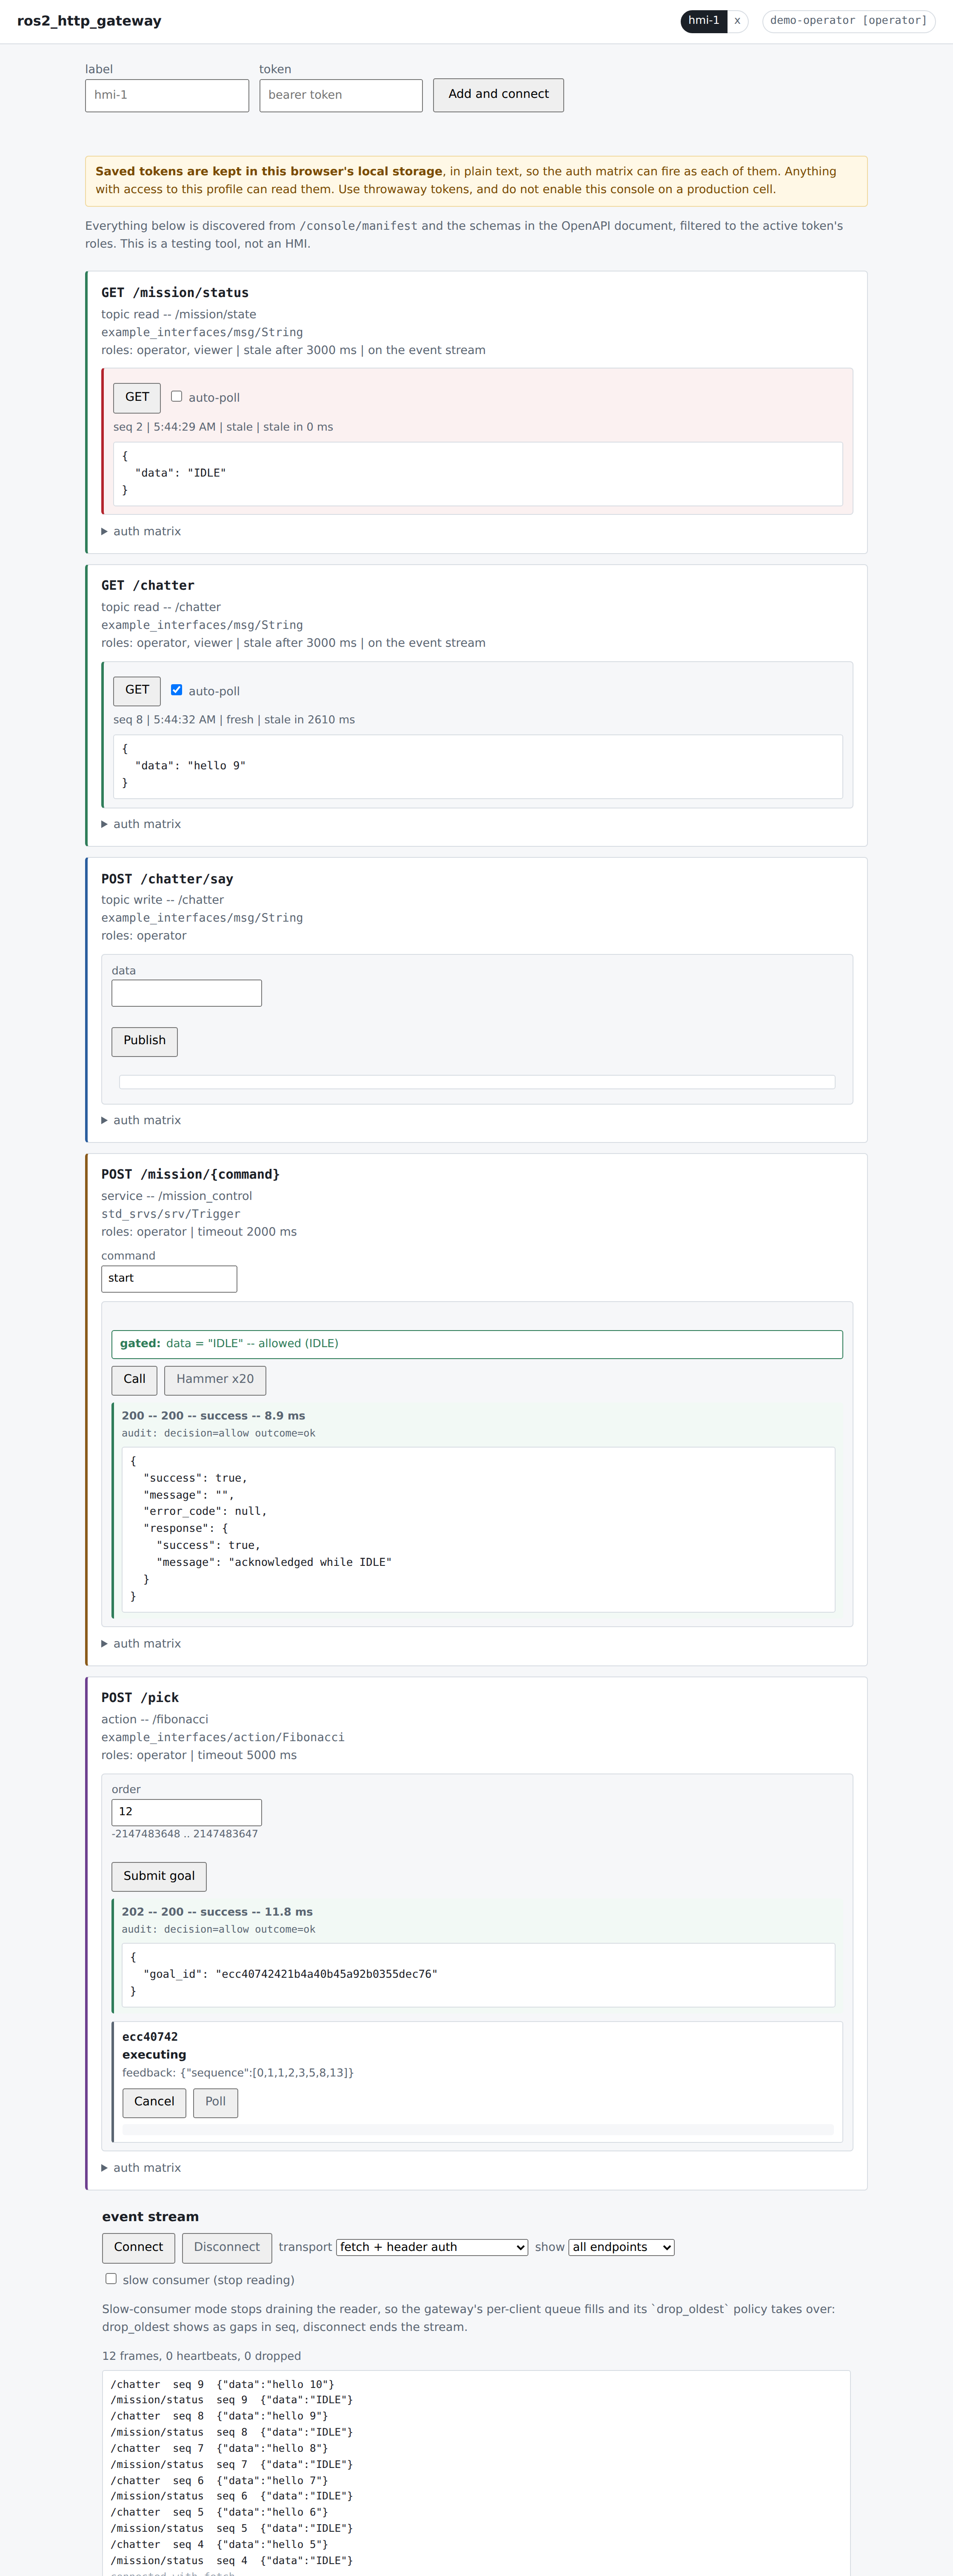 ros2_http_gateway
hmi-1 x demo-operator [operator]
label token
hmi-1 bearer token Add and connect
Saved tokens are kept in this browser's local storage, in plain text, so the auth matrix can fire as each of them. Anything
with access to this profile can read them. Use throwaway tokens, and do not enable this console on a production cell.
Everything below is discovered from /console/manifest and the schemas in the OpenAPI document, filtered to the active token's
roles. This is a testing tool, not an HMI.
GET /mission/status
topic read -- /mission/state
example_interfaces/msg/String
roles: operator, viewer | stale after 3000 ms | on the event stream
GET auto-poll
seq 2 | 5:44:29 AM | stale | stale in 0 ms
{
"data": "IDLE"
}
auth matrix
GET /chatter
topic read -- /chatter
example_interfaces/msg/String
roles: operator, viewer | stale after 3000 ms | on the event stream
GET auto-poll
seq 8 | 5:44:32 AM | fresh | stale in 2610 ms
{
"data": "hello 9"
}
auth matrix
POST /chatter/say
topic write -- /chatter
example_interfaces/msg/String
roles: operator
data
Publish
auth matrix
POST /mission/{command}
service -- /mission_control
std_srvs/srv/Trigger
roles: operator | timeout 2000 ms
command
start
gated: data = "IDLE" -- allowed (IDLE)
Call Hammer x20
200 -- 200 -- success -- 8.9 ms
audit: decision=allow outcome=ok
{
"success": true,
"message": "",
"error_code": null,
"response": {
"success": true,
"message": "acknowledged while IDLE"
}
}
auth matrix
POST /pick
action -- /fibonacci
example_interfaces/action/Fibonacci
roles: operator | timeout 5000 ms
order
12
-2147483648 .. 2147483647
Submit goal
202 -- 200 -- success -- 11.8 ms
audit: decision=allow outcome=ok
{
"goal_id": "ecc40742421b4a40b45a92b0355dec76"
}
ecc40742
executing
feedback: {"sequence":[0,1,1,2,3,5,8,13]}
Cancel Poll
auth matrix
event stream
Connect Disconnect transport fetch + header auth show all endpoints
slow consumer (stop reading)
Slow-consumer mode stops draining the reader, so the gateway's per-client queue fills and its `drop_oldest` policy takes over:
drop_oldest shows as gaps in seq, disconnect ends the stream.
12 frames, 0 heartbeats, 0 dropped
/chatter seq 9 {"data":"hello 10"}
/mission/status seq 9 {"data":"IDLE"}
/chatter seq 8 {"data":"hello 9"}
/mission/status seq 8 {"data":"IDLE"}
/chatter seq 7 {"data":"hello 8"}
/mission/status seq 7 {"data":"IDLE"}
/chatter seq 6 {"data":"hello 7"}
/mission/status seq 6 {"data":"IDLE"}
/chatter seq 5 {"data":"hello 6"}
/mission/status seq 5 {"data":"IDLE"}
/chatter seq 4 {"data":"hello 5"}
/mission/status seq 4 {"data":"IDLE"}